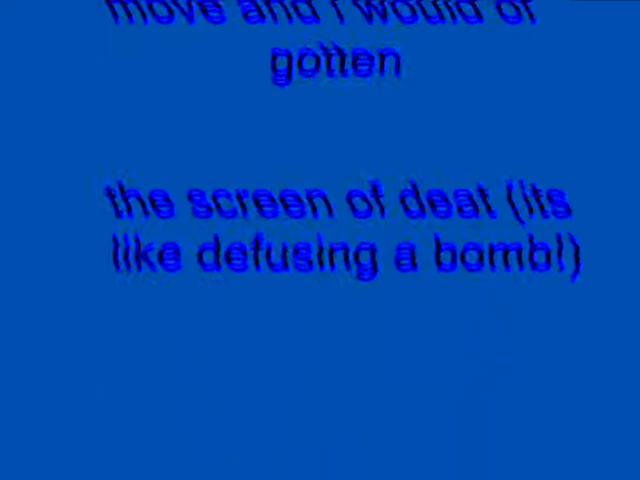 move and i would of
gotten
the screen of deat (its
like defusing a bomb!)